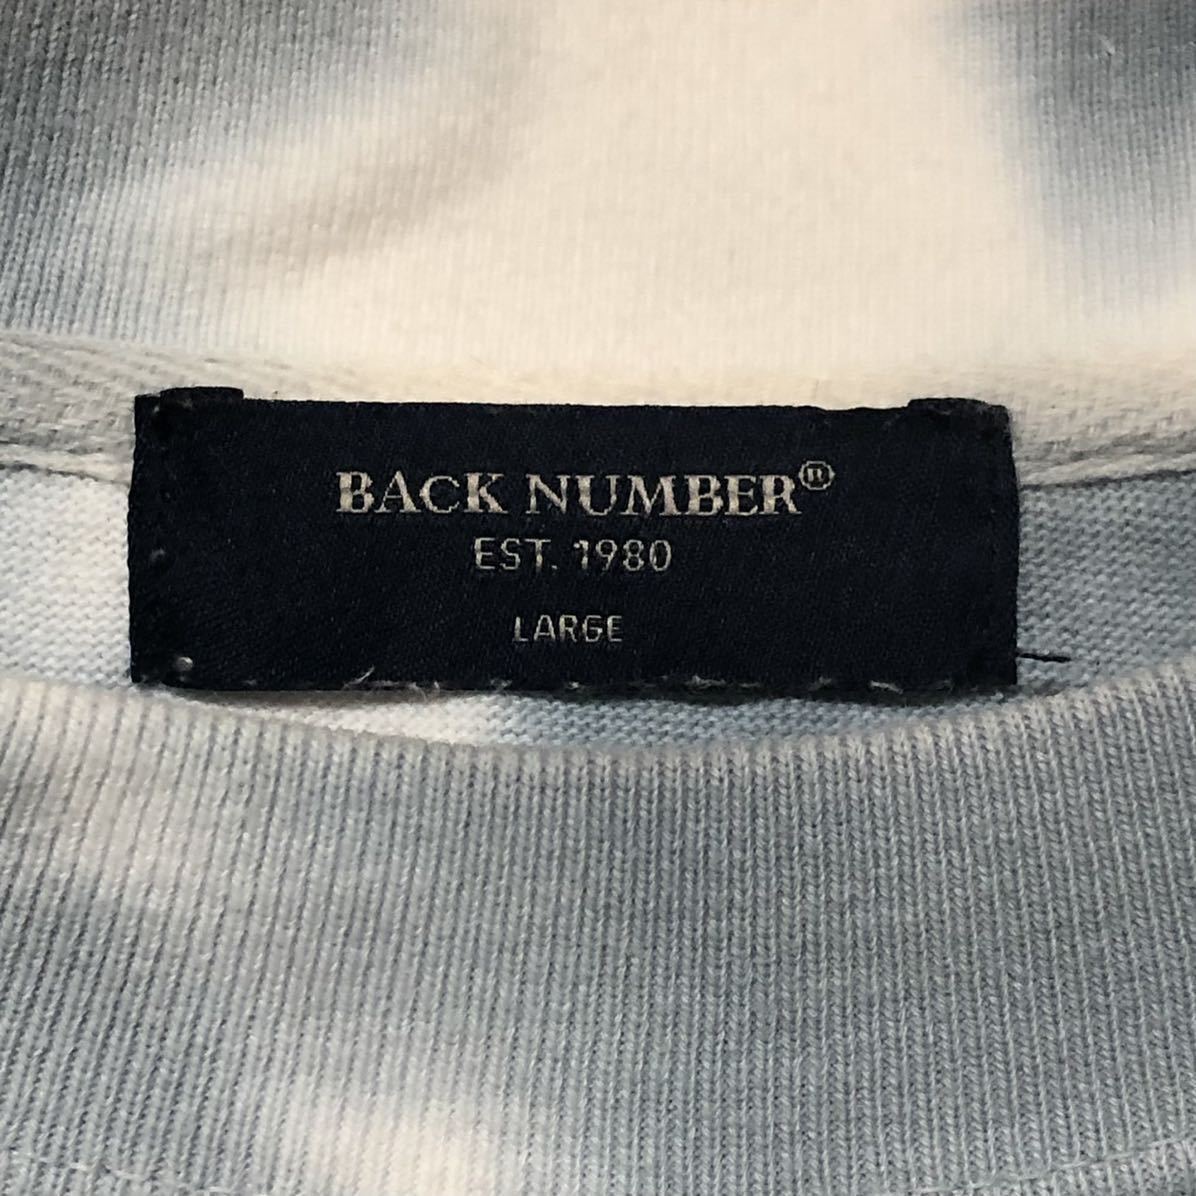 BACK NUMBER®
EST. 1980
LARGE